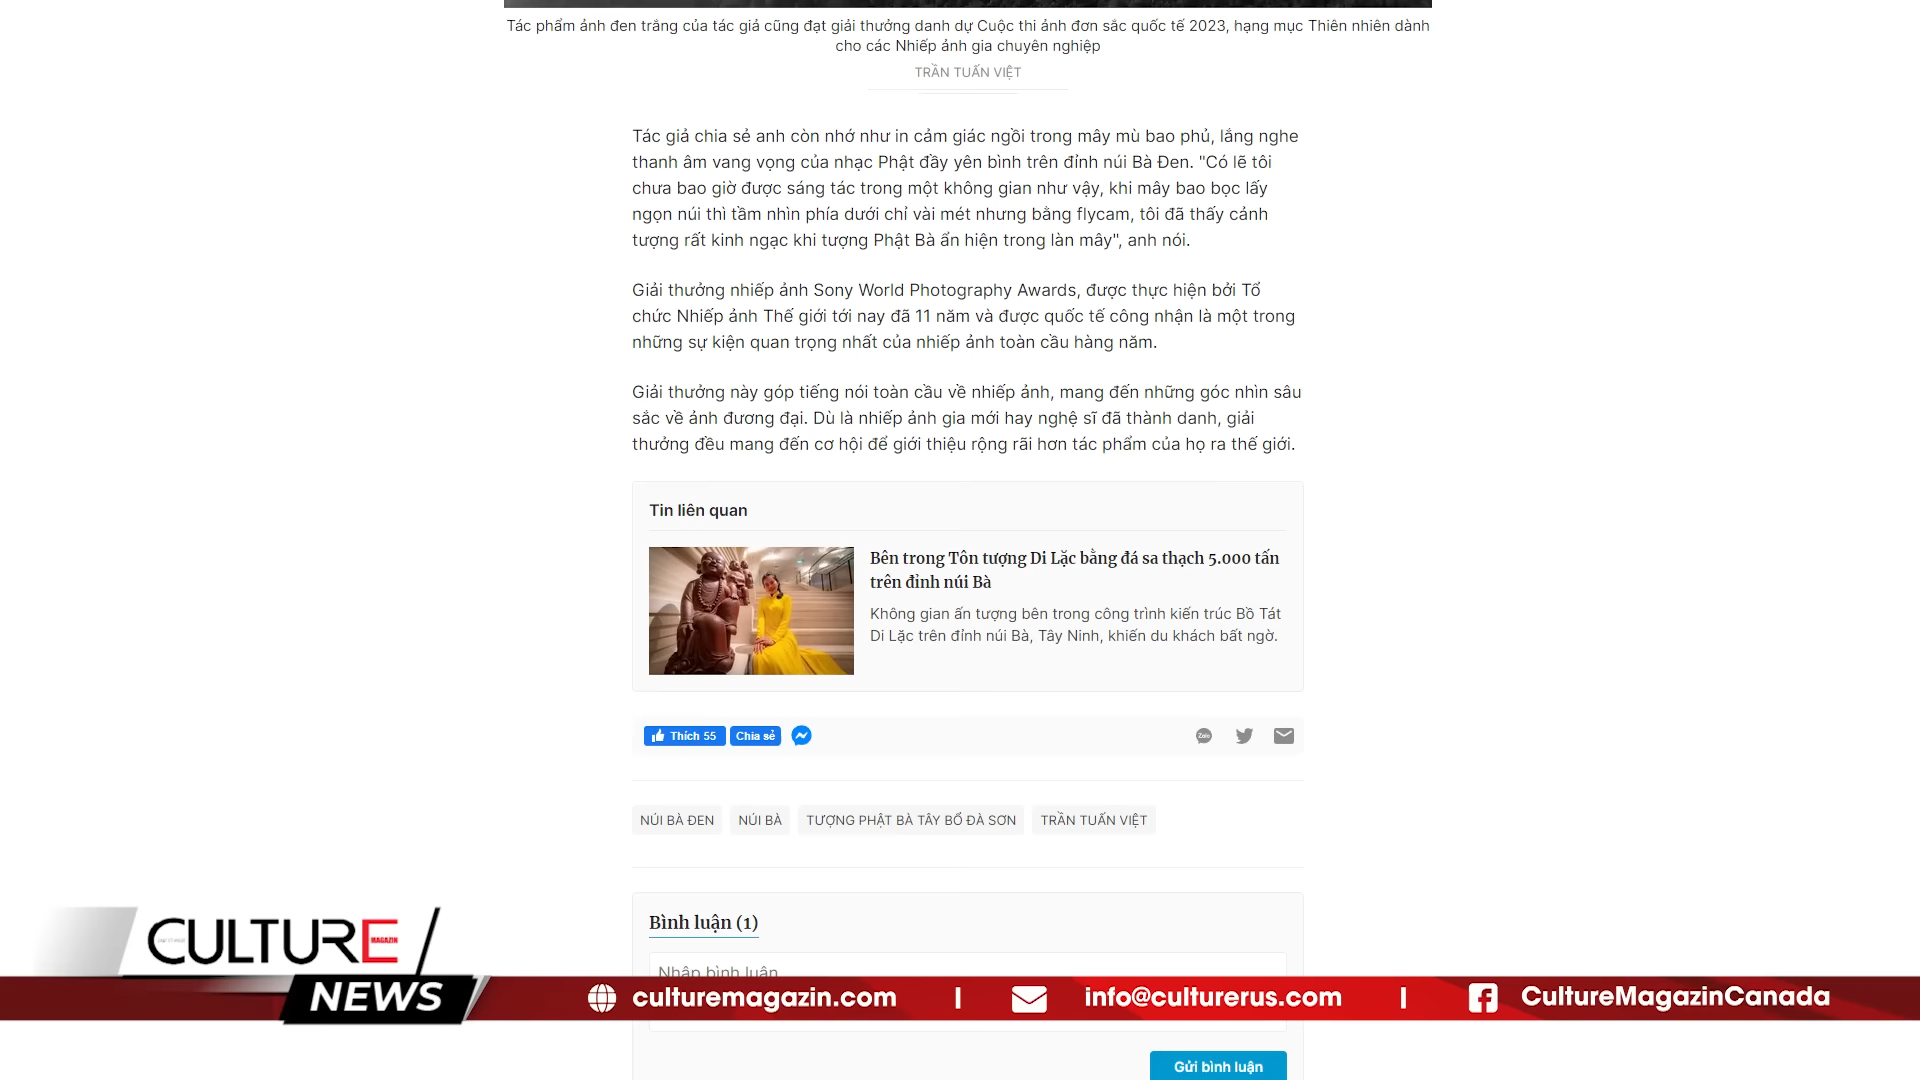 Tác phẩm ảnh đen trắng của tác giả cũng đạt giải thưởng danh dự Cuộc thi ảnh đơn sắc quốc tế 2023, hạng mục Thiên nhiên dành
cho các Nhiếp ảnh gia chuyên nghiệp
TRẦN TUẤN VIỆT
Tác giả chia sẻ anh còn nhớ như in cảm giác ngồi trong mây mù bao phủ, lắng nghe
thanh âm vang vọng của nhạc Phật đầy yên bình trên đỉnh núi Bà Đen. "Có lẽ tôi
chưa bao giờ được sáng tác trong một không gian như vậy, khi mây bao bọc lấy
ngọn núi thì tầm nhìn phía dưới chỉ vài mét nhưng bằng flycam, tôi đã thấy cảnh
tượng rất kinh ngạc khi tượng Phật Bà ẩn hiện trong làn mây", anh nói.
Giải thưởng nhiếp ảnh Sony World Photography Awards, được thực hiện bởi Tổ
chức Nhiếp ảnh Thế giới tới nay đã 11 năm và được quốc tế công nhận là một trong
những sự kiện quan trọng nhất của nhiếp ảnh toàn cầu hàng năm.
Giải thưởng này góp tiếng nói toàn cầu về nhiếp ảnh, mang đến những góc nhìn sâu
sắc về ảnh đương đại. Dù là nhiếp ảnh gia mới hay nghệ sĩ đã thành danh, giải
thưởng đều mang đến cơ hội để giới thiệu rộng rãi hơn tác phẩm của họ ra thế giới.
Tin liên quan
Bên trong Tôn tượng Di Lặc bằng đá sa thạch 5.000 tấn
trên đỉnh núi Bà
Không gian ấn tượng bên trong công trình kiến trúc Bồ Tát
Di Lặc trên đỉnh núi Bà, Tây Ninh, khiến du khách bất ngờ.
Thích 55 Chia sẻ
Zalo
NÚI BÀ ĐEN NÚI BÀ TƯỢNG PHẬT BÀ TÂY BỔ ĐÀ SƠN TRẦN TUẤN VIỆT
Bình luận (1)
Nhập bình luận
CULTURE
MAGAZIN
NEWS
culturemagazin.com | info@culturerus.com | CultureMagazinCanada
Gửi bình luận